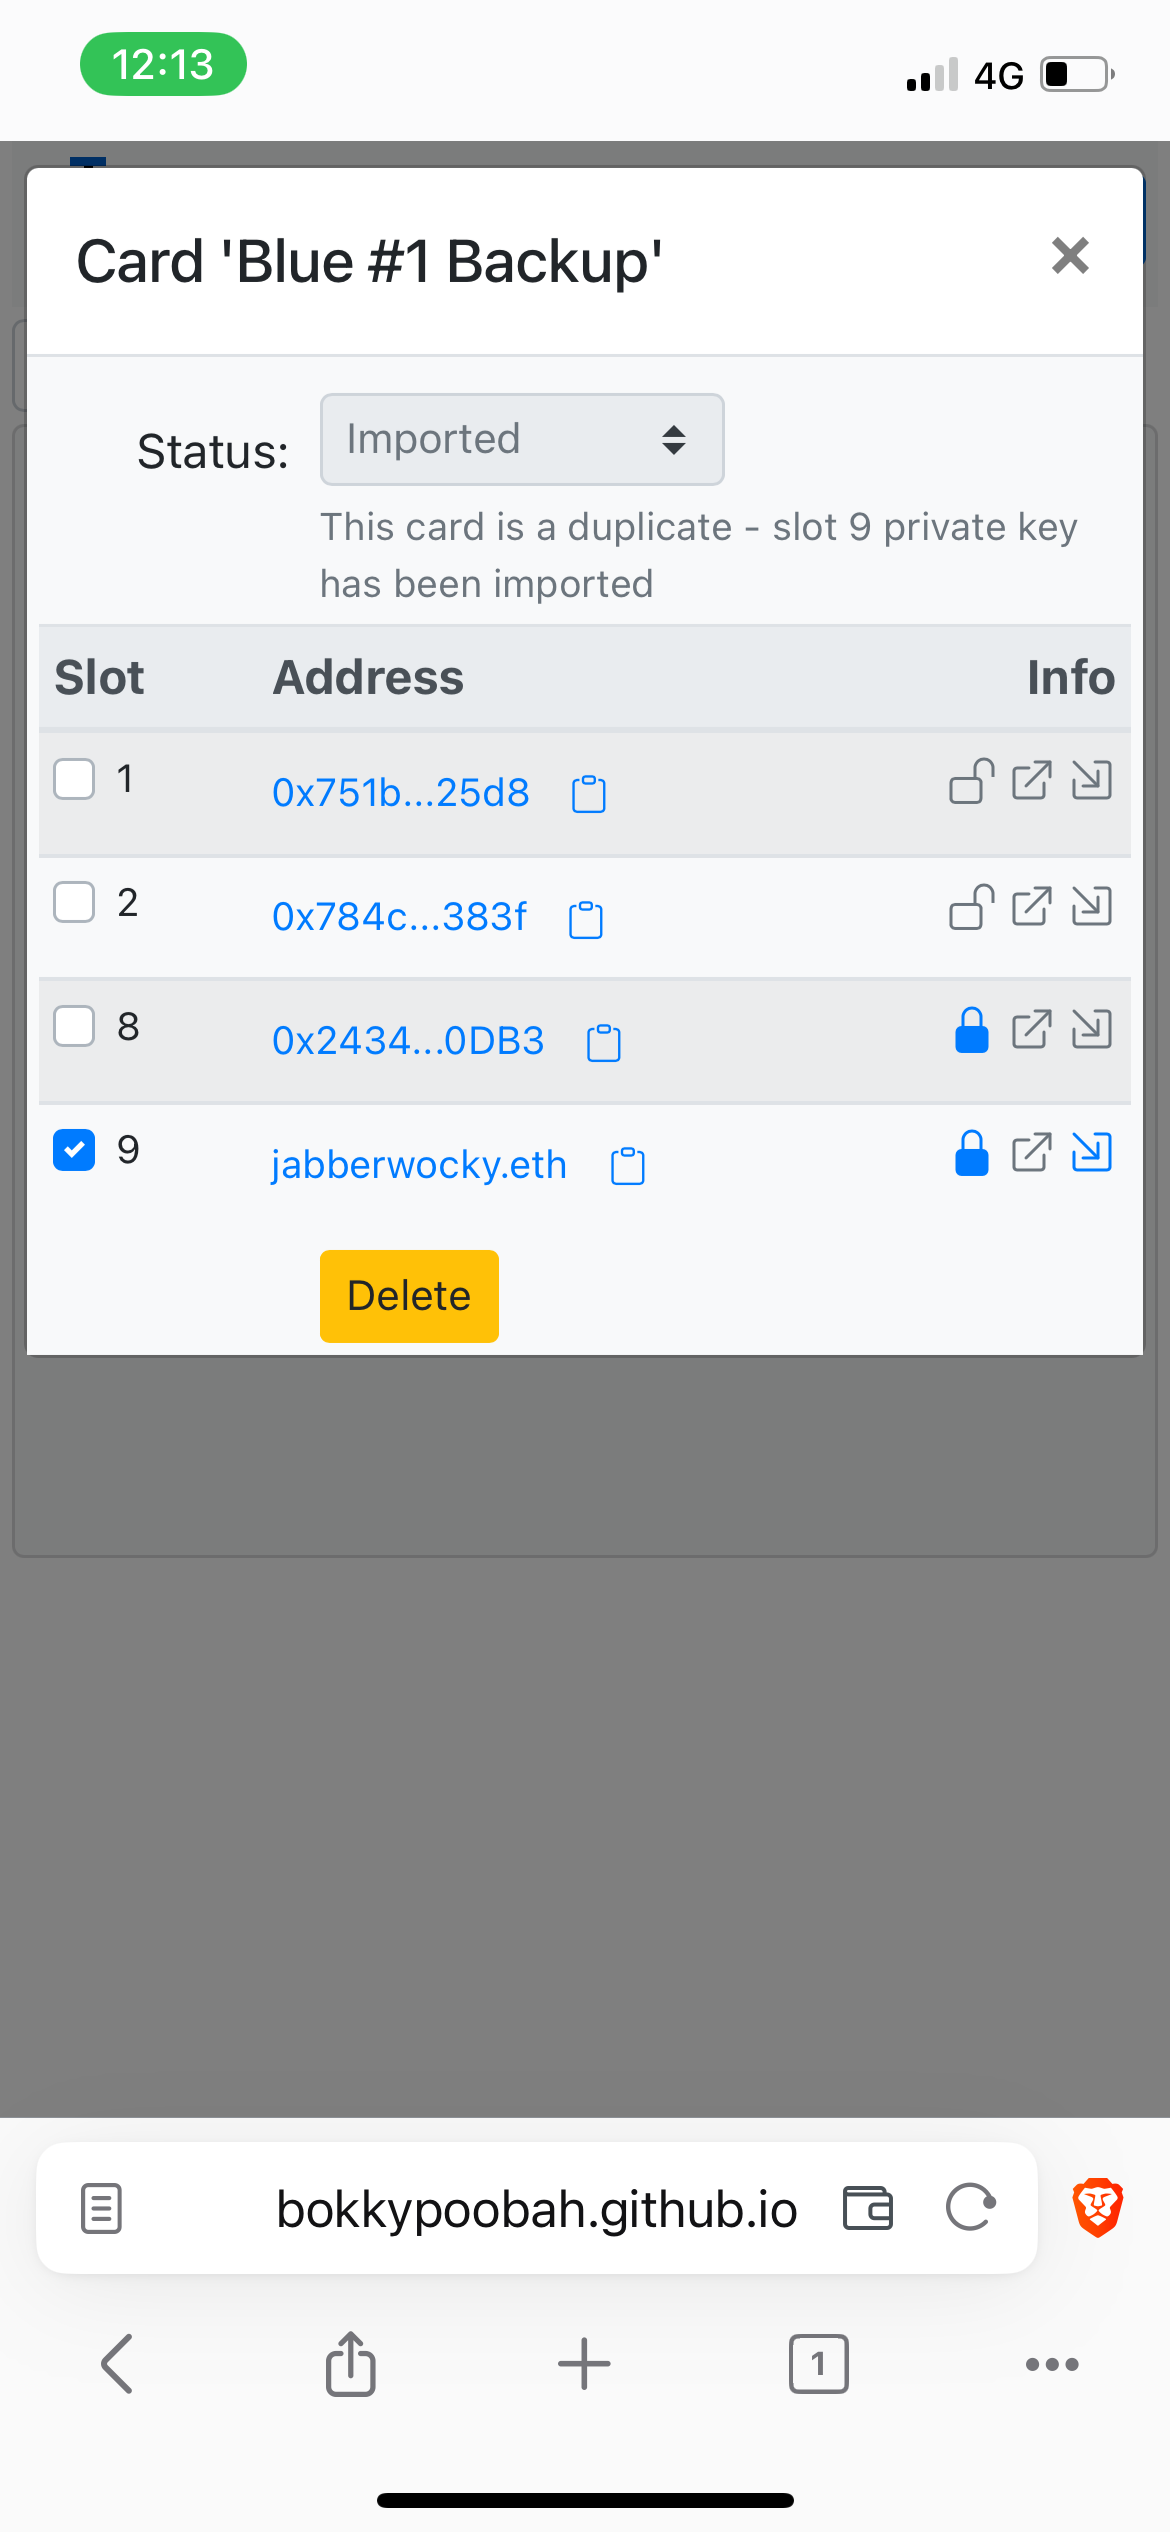 12:13
4G
Card 'Blue #1 Backup'
Status:
Imported
This card is a duplicate - slot 9 private key
has been imported
Slot Address Info
1 0x751b...25d8
2 0x784c...383f
8 0x2434...0DB3
9 jabberwocky.eth
Delete
bokkypoobah.github.io
1